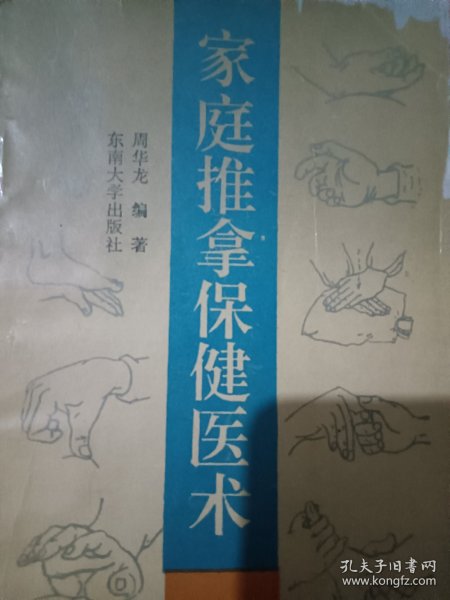 家庭推拿保健医术
周华龙 编著
东南大学出版社
孔夫子旧书网
www.kongfz.com